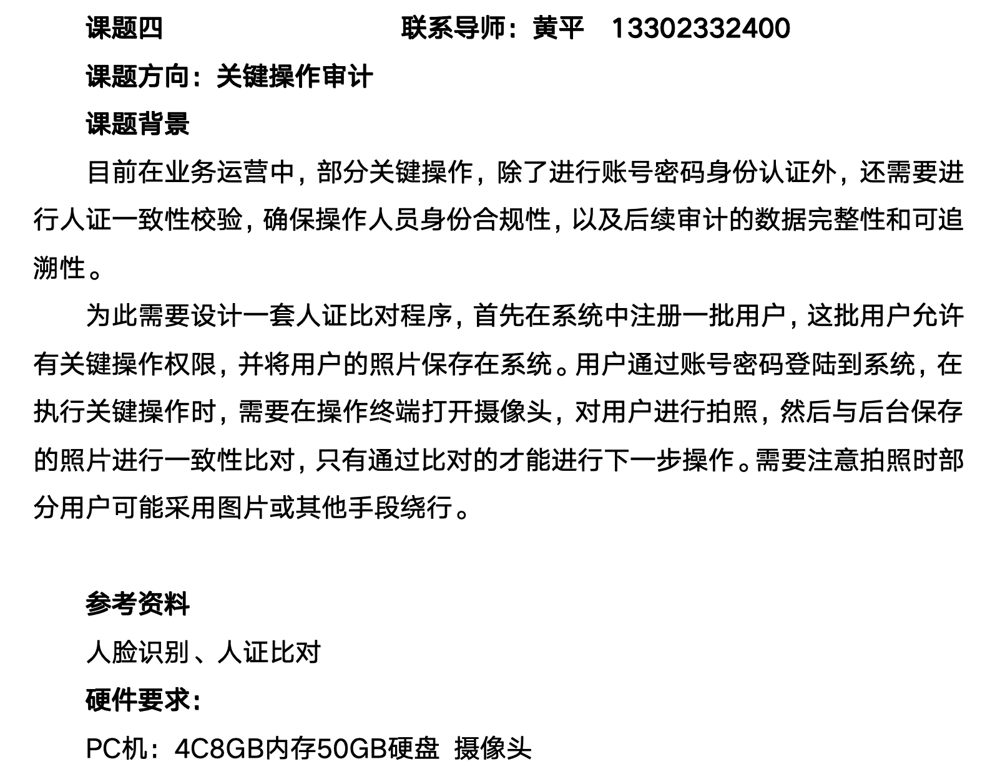 课题四 联系导师：黄平 13302332400
课题方向：关键操作审计
课题背景
目前在业务运营中，部分关键操作，除了进行账号密码身份认证外，还需要进
行人证一致性校验，确保操作人员身份合规性，以及后续审计的数据完整性和可追
溯性。
为此需要设计一套人证比对程序，首先在系统中注册一批用户，这批用户允许
有关键操作权限，并将用户的照片保存在系统。用户通过账号密码登陆到系统，在
执行关键操作时，需要在操作终端打开摄像头，对用户进行拍照，然后与后台保存
的照片进行一致性比对，只有通过比对的才能进行下一步操作。需要注意拍照时部
分用户可能采用图片或其他手段绕行。
参考资料
人脸识别、人证比对
硬件要求：
PC机：4C8GB内存50GB硬盘 摄像头